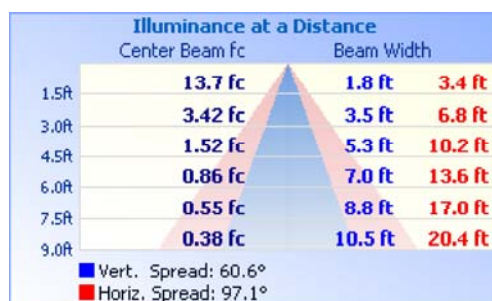 Illuminance at a Distance
Center Beam fc Beam Width
1.5ft 13.7 fc 1.8 ft 3.4 ft
3.0ft 3.42 fc 3.5 ft 6.8 ft
4.5ft 1.52 fc 5.3 ft 10.2 ft
6.0ft 0.86 fc 7.0 ft 13.6 ft
7.5ft 0.55 fc 8.8 ft 17.0 ft
9.0ft 0.38 fc 10.5 ft 20.4 ft
Vert. Spread: 60.6°
Horiz. Spread: 97.1°